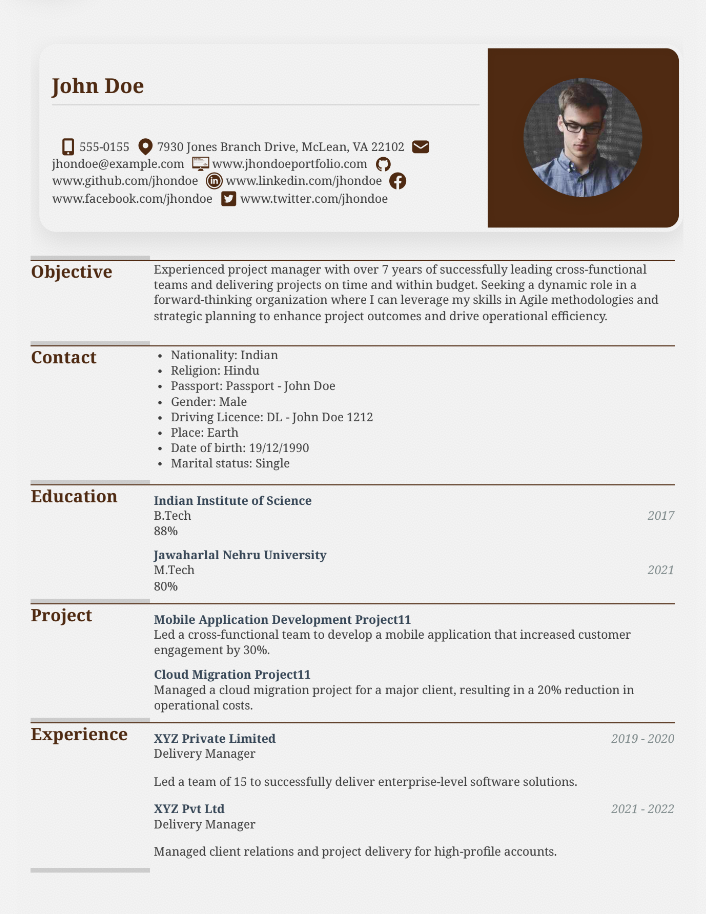 John Doe
555-0155 7930 Jones Branch Drive, McLean, VA 22102
jhondoe@example.com www.jhondoeportfolio.com
www.github.com/jhondoe www.linkedin.com/jhondoe
www.facebook.com/jhondoe www.twitter.com/jhondoe
Objective
Experienced project manager with over 7 years of successfully leading cross-functional
teams and delivering projects on time and within budget. Seeking a dynamic role in a
forward-thinking organization where I can leverage my skills in Agile methodologies and
strategic planning to enhance project outcomes and drive operational efficiency.
Contact
• Nationality: Indian
• Religion: Hindu
• Passport: Passport - John Doe
• Gender: Male
• Driving Licence: DL - John Doe 1212
• Place: Earth
• Date of birth: 19/12/1990
• Marital status: Single
Education
Indian Institute of Science
B.Tech 2017
88%
Jawaharlal Nehru University
M.Tech 2021
80%
Project
Mobile Application Development Project11
Led a cross-functional team to develop a mobile application that increased customer
engagement by 30%.
Cloud Migration Project11
Managed a cloud migration project for a major client, resulting in a 20% reduction in
operational costs.
Experience
XYZ Private Limited 2019 - 2020
Delivery Manager
Led a team of 15 to successfully deliver enterprise-level software solutions.
XYZ Pvt Ltd 2021 - 2022
Delivery Manager
Managed client relations and project delivery for high-profile accounts.